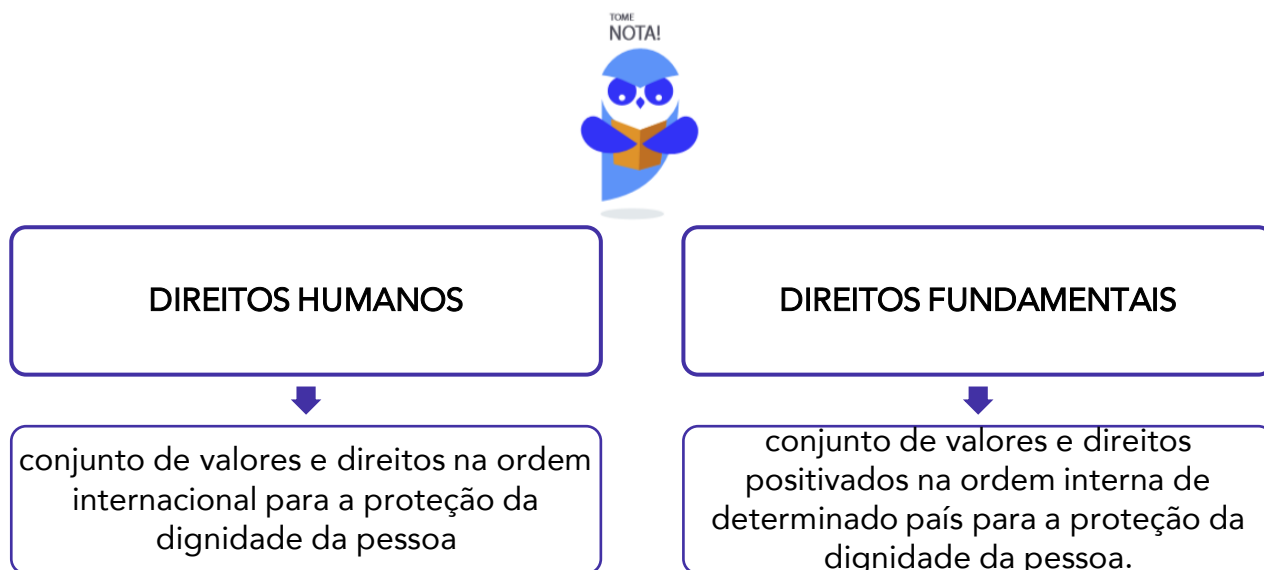 TOME
NOTA!
DIREITOS HUMANOS
conjunto de valores e direitos na ordem
internacional para a proteção da
dignidade da pessoa
DIREITOS FUNDAMENTAIS
conjunto de valores e direitos
positivados na ordem interna de
determinado país para a proteção da
dignidade da pessoa.